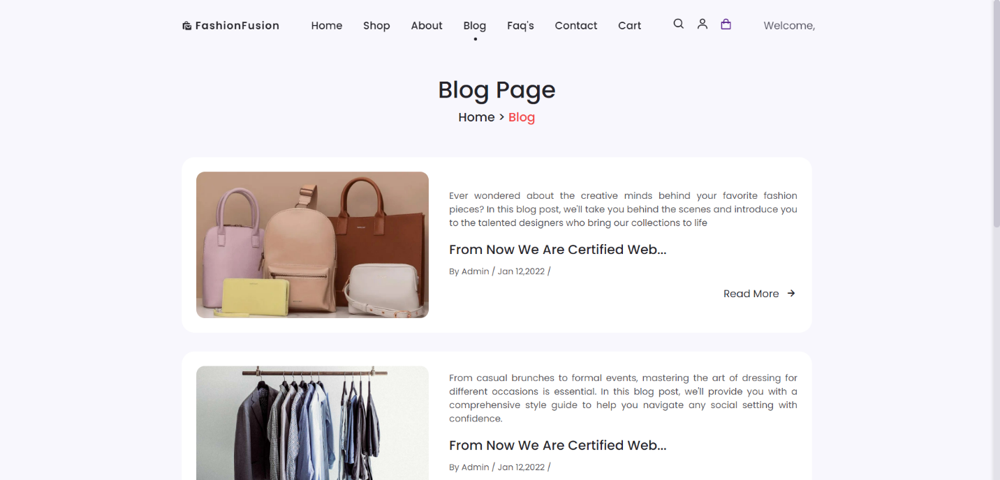 FashionFusion Home Shop About Blog Faq's Contact Cart Welcome,
Blog Page
Home > Blog
Ever wondered about the creative minds behind your favorite fashion
pieces? In this blog post, we'll take you behind the scenes and introduce you
to the talented designers who bring our collections to life
From Now We Are Certified Web...
By Admin / Jan 12,2022 /
Read More
From casual brunches to formal events, mastering the art of dressing for
different occasions is essential. In this blog post, we'll provide you with a
comprehensive style guide to help you navigate any social setting with
confidence.
From Now We Are Certified Web...
By Admin / Jan 12,2022 /